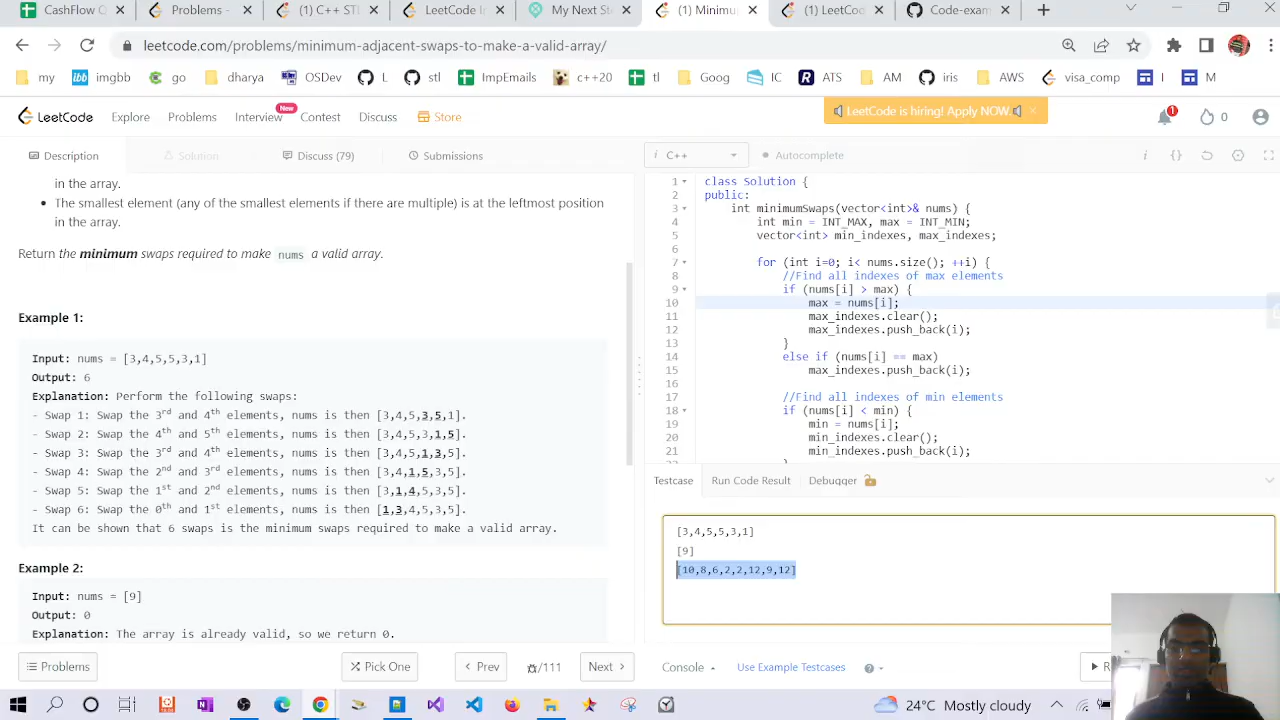 CashFlow
Problems -
(1) C++ STL
LeetCode
My Next
(1) Minimu
(1) LeetCod
Code-exam
leetcode.com/problems/minimum-adjacent-swaps-to-make-a-valid-array/
my
imgbb
go
dharya
OSDev
L
stl
ImpEmails
c++20
tl
Goog
IC
ATS
AM
iris
AWS
visa_comp
I
M
LeetCode is hiring! Apply NOW.
LeetCode
Explore
Problems
Interview
New
Contest
Discuss
Store
1
0
Description
Solution
Discuss (79)
Submissions
i C++
Autocomplete
in the array.
The smallest element (any of the smallest elements if there are multiple) is at the leftmost position
in the array.
Return the minimum swaps required to make nums a valid array.
Example 1:
Input: nums = [3,4,5,5,3,1]
Output: 6
Explanation: Perform the following swaps:
- Swap 1: Swap the 3rd and 4th elements, nums is then [3,4,5,3,5,1].
- Swap 2: Swap the 4th and 5th elements, nums is then [3,4,5,3,1,5].
- Swap 3: Swap the 3rd and 4th elements, nums is then [3,4,5,1,3,5].
- Swap 4: Swap the 2nd and 3rd elements, nums is then [3,4,1,5,3,5].
- Swap 5: Swap the 1st and 2nd elements, nums is then [3,1,4,5,3,5].
- Swap 6: Swap the 0th and 1st elements, nums is then [1,3,4,5,3,5].
It can be shown that 6 swaps is the minimum swaps required to make a valid array.
Example 2:
Input: nums = [9]
Output: 0
Explanation: The array is already valid, so we return 0.
1 class Solution {
2 public:
3 int minimumSwaps(vector<int>& nums) {
4 int min = INT_MAX, max = INT_MIN;
5 vector<int> min_indexes, max_indexes;
6
7 for (int i=0; i< nums.size(); ++i) {
8 //Find all indexes of max elements
9 if (nums[i] > max) {
10 max = nums[i];
11 max_indexes.clear();
12 max_indexes.push_back(i);
13 }
14 else if (nums[i] == max)
15 max_indexes.push_back(i);
16
17 //Find all indexes of min elements
18 if (nums[i] < min) {
19 min = nums[i];
20 min_indexes.clear();
21 min_indexes.push_back(i);
Testcase
Run Code Result
Debugger
[3,4,5,5,3,1]
[9]
[10,8,6,2,2,12,9,12]
Problems
Pick One
Prev
/111
Next
Console
Use Example Testcases
24°C Mostly cloudy